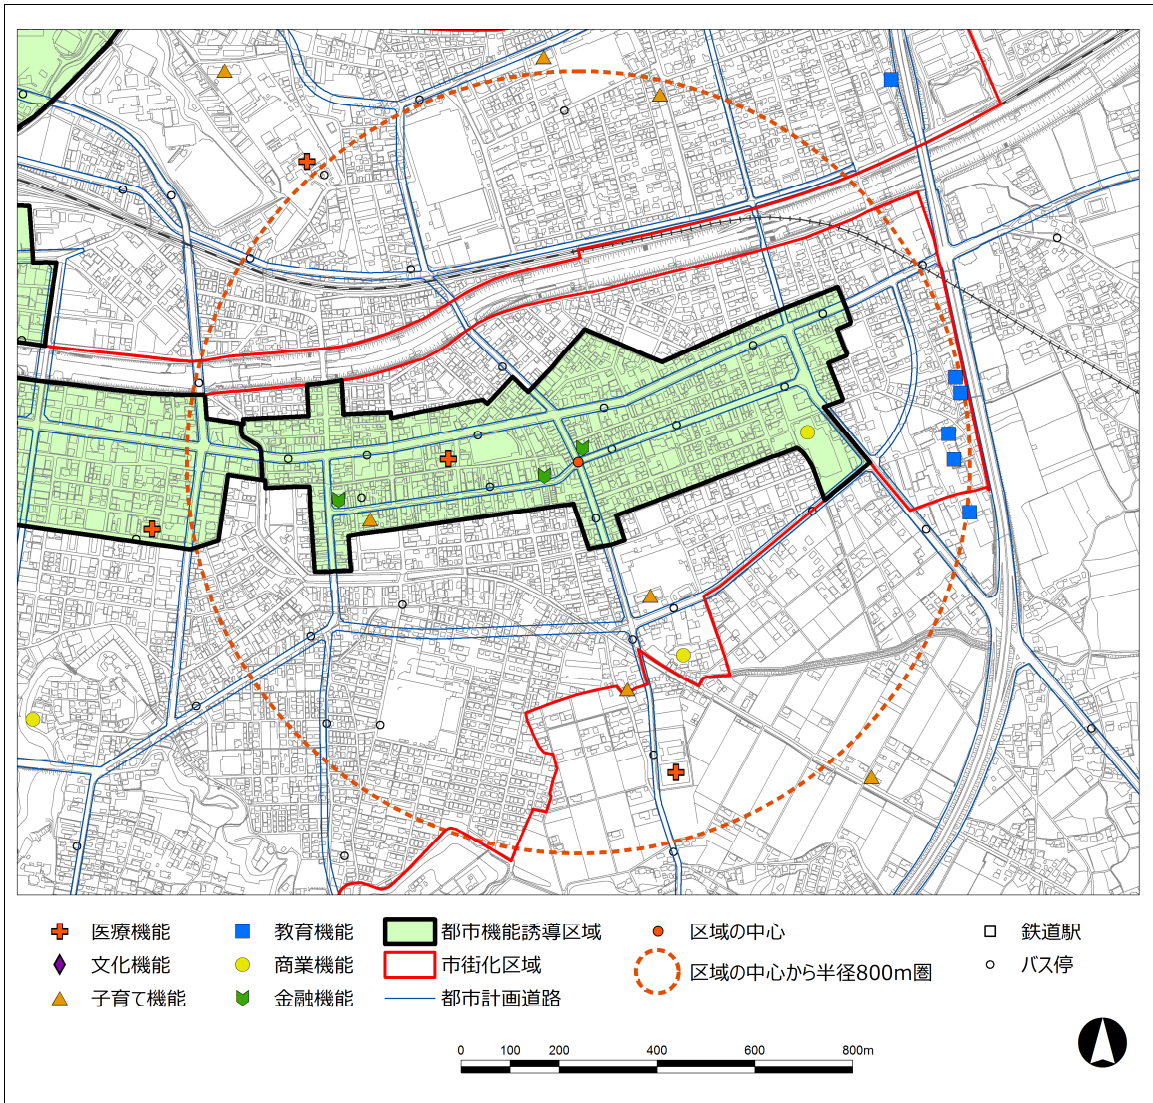 医療機能 教育機能 都市機能誘導区域 区域の中心 鉄道駅
文化機能 商業機能 市街化区域 区域の中心から半径800m圏 バス停
子育て機能 金融機能 都市計画道路
0 100 200 400 600 800m